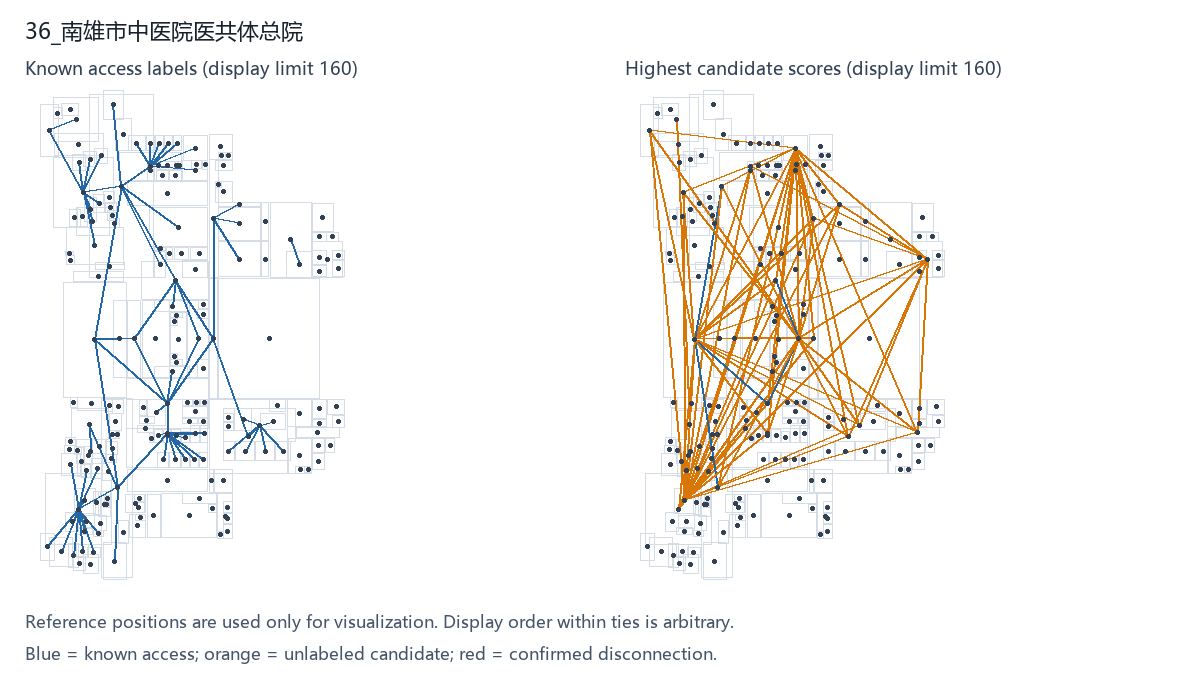 36_南雄市中医院医共体总院
Known access labels (display limit 160)
Highest candidate scores (display limit 160)
Reference positions are used only for visualization. Display order within ties is arbitrary.
Blue = known access; orange = unlabeled candidate; red = confirmed disconnection.